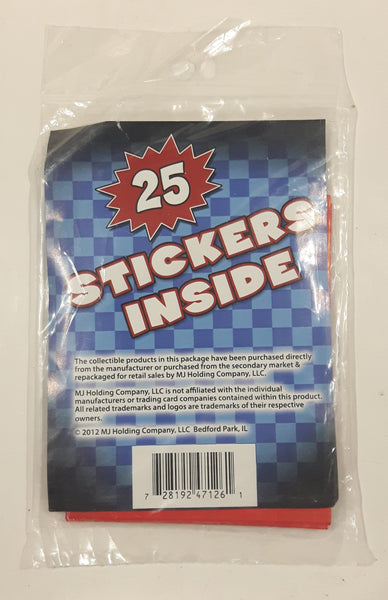 25
STICKERS
INSIDE
The collectible products in this package have been purchased directly
from the manufacturer or purchased from the secondary market &
repackaged for retail sales by MJ Holding Company, LLC.
MJ Holding Company, LLC is not affiliated with the individual
manufacturers or trading card companies contained within this product.
All related trademarks and logos are trademarks of their respective
owners.
© 2012 MJ Holding Company, LLC Bedford Park, IL
7 28192 47126 1